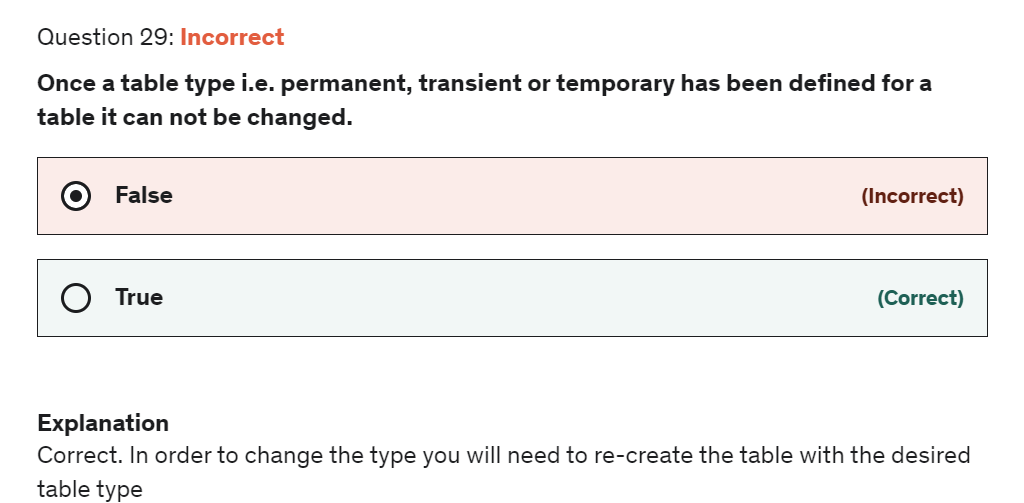 Question 29: Incorrect
Once a table type i.e. permanent, transient or temporary has been defined for a
table it can not be changed.
False (Incorrect)
True (Correct)
Explanation
Correct. In order to change the type you will need to re-create the table with the desired
table type